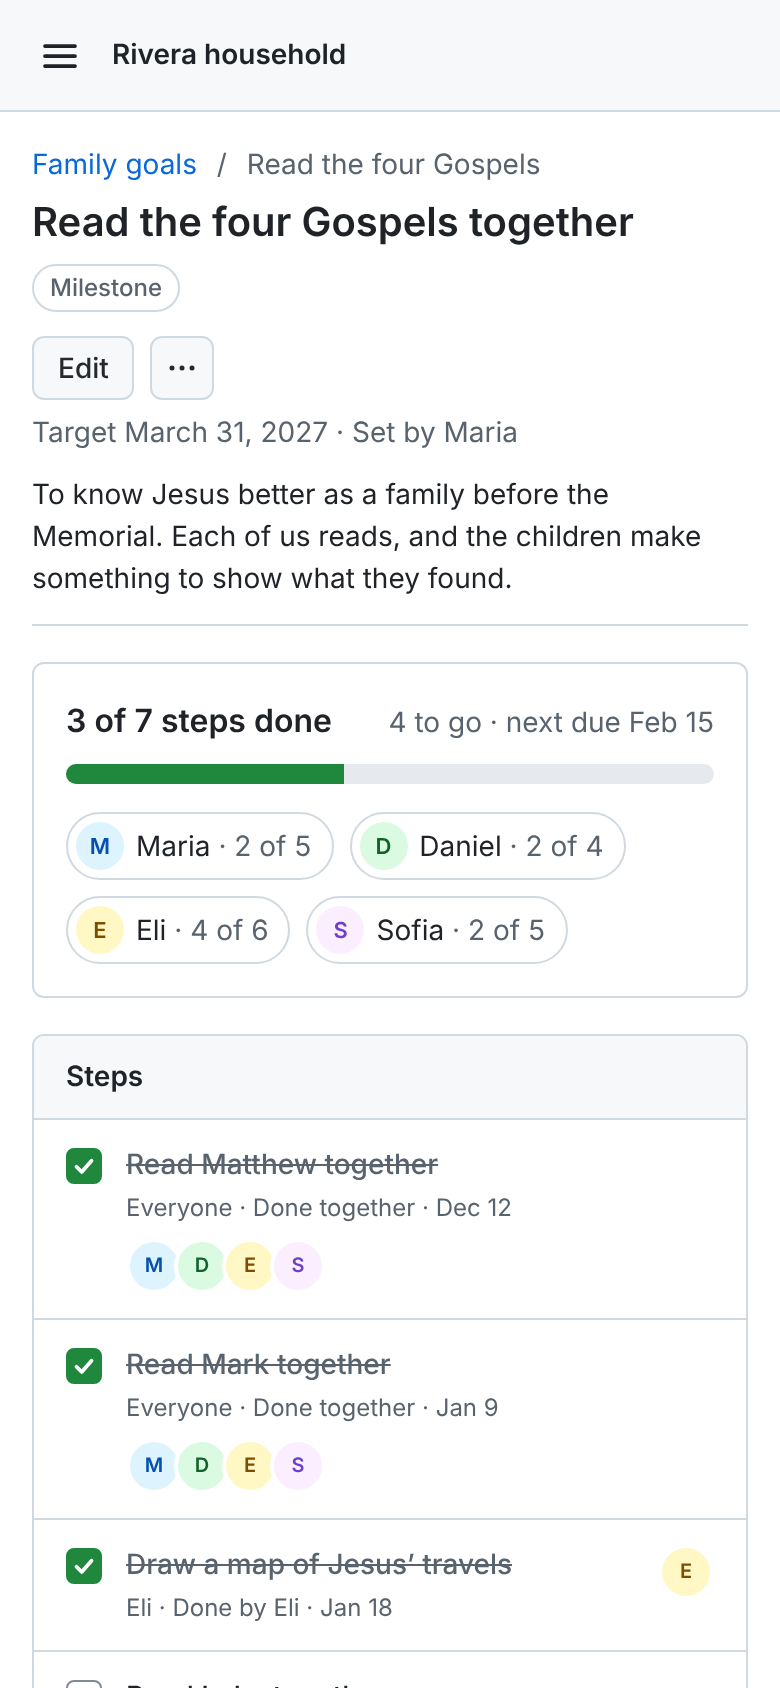 Rivera household
Family goals / Read the four Gospels
Read the four Gospels together
Milestone
Edit ...
Target March 31, 2027 · Set by Maria
To know Jesus better as a family before the
Memorial. Each of us reads, and the children make
something to show what they found.
3 of 7 steps done 4 to go · next due Feb 15
M Maria · 2 of 5 D Daniel · 2 of 4
E Eli · 4 of 6 S Sofia · 2 of 5
Steps
Read Matthew together
Everyone · Done together · Dec 12
M D E S
Read Mark together
Everyone · Done together · Jan 9
M D E S
Draw a map of Jesus’ travels E
Eli · Done by Eli · Jan 18